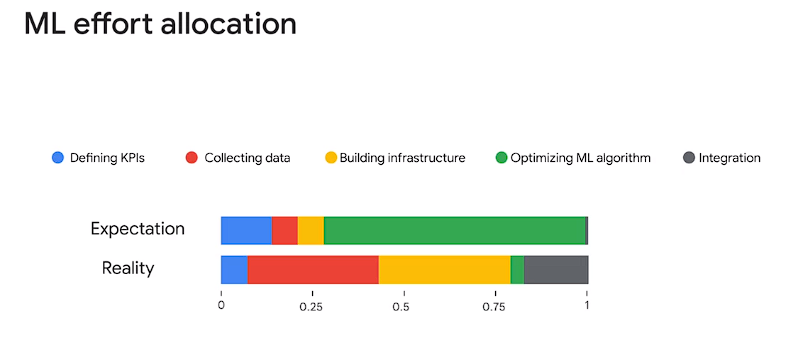 ML effort allocation
Defining KPIs Collecting data Building infrastructure Optimizing ML algorithm Integration
Expectation
Reality
0 0.25 0.5 0.75 1